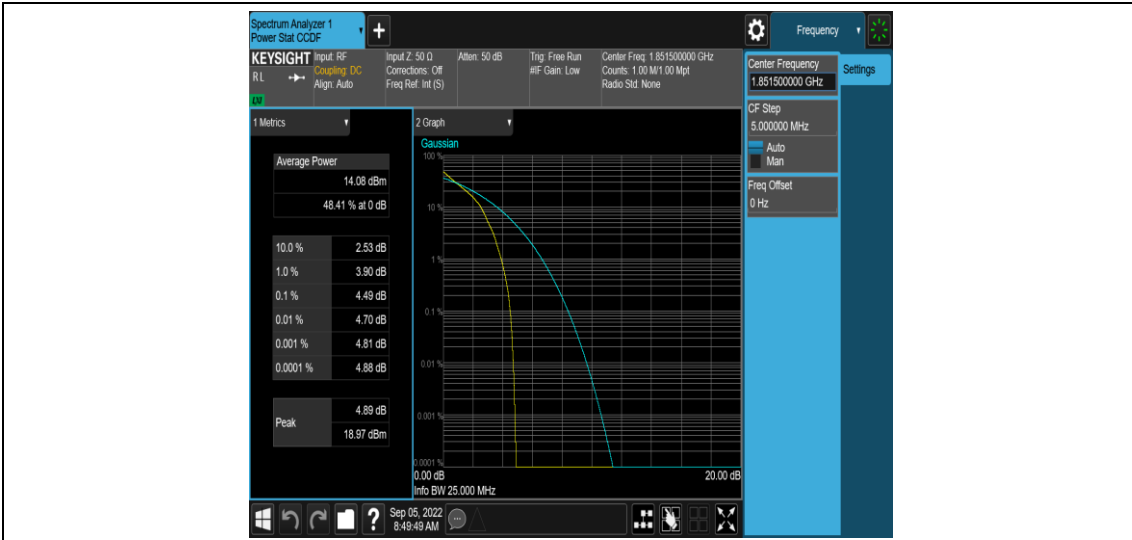 Spectrum Analyzer 1
Power Stat CCDF
+
Frequency
KEYSIGHT
RL
LXI
Input: RF
Coupling: DC
Align: Auto
Input Z: 50 Ω
Corrections: Off
Freq Ref: Int (S)
Atten: 50 dB
Trig: Free Run
#IF Gain: Low
Center Freq: 1.851500000 GHz
Counts: 1.00 M/1.00 Mpt
Radio Std: None
Center Frequency
1.851500000 GHz
Settings
CF Step
5.000000 MHz
Auto
Man
Freq Offset
0 Hz
1 Metrics
Average Power
14.08 dBm
48.41 % at 0 dB
10.0 % 2.53 dB
1.0 % 3.90 dB
0.1 % 4.49 dB
0.01 % 4.70 dB
0.001 % 4.81 dB
0.0001 % 4.88 dB
Peak
4.89 dB
18.97 dBm
2 Graph
Gaussian
100 %
10 %
1 %
0.1 %
0.01 %
0.001 %
0.0001 %
0.00 dB 20.00 dB
Info BW 25.000 MHz
?
Sep 05, 2022
8:49:49 AM